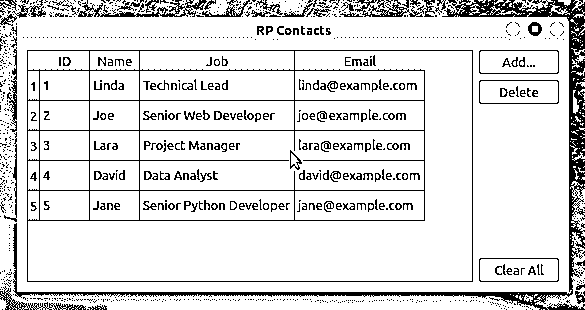 RP Contacts
ID Name Job Email
1 1 Linda Technical Lead linda@example.com
2 2 Joe Senior Web Developer joe@example.com
3 3 Lara Project Manager lara@example.com
4 4 David Data Analyst david@example.com
5 5 Jane Senior Python Developer jane@example.com
Add...
Delete
Clear All